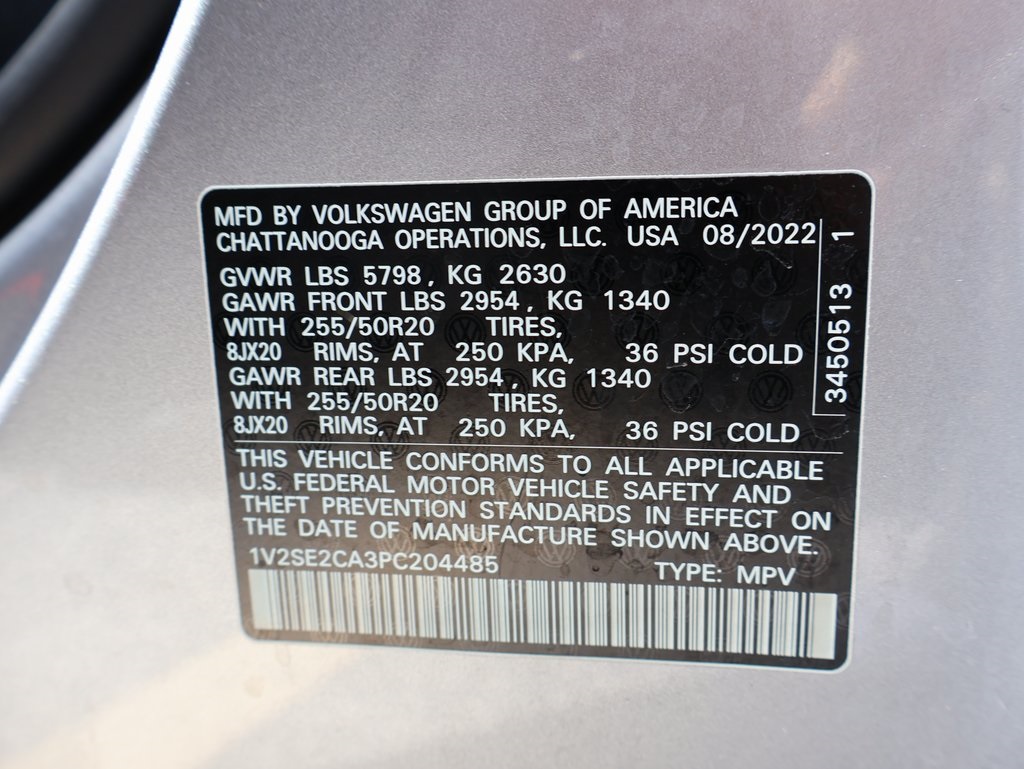 MFD BY VOLKSWAGEN GROUP OF AMERICA
CHATTANOOGA OPERATIONS, LLC. USA 08/2022
GVWR LBS 5798, KG 2630
GAWR FRONT LBS 2954, KG 1340
WITH 255/50R20 TIRES,
8JX20 RIMS, AT 250 KPA, 36 PSI COLD
GAWR REAR LBS 2954, KG 1340
WITH 255/50R20 TIRES,
8JX20 RIMS, AT 250 KPA, 36 PSI COLD
3450513 1
THIS VEHICLE CONFORMS TO ALL APPLICABLE
U.S. FEDERAL MOTOR VEHICLE SAFETY AND
THEFT PREVENTION STANDARDS IN EFFECT ON
THE DATE OF MANUFACTURE SHOWN ABOVE.
1V2SE2CA3PC204485 TYPE: MPV